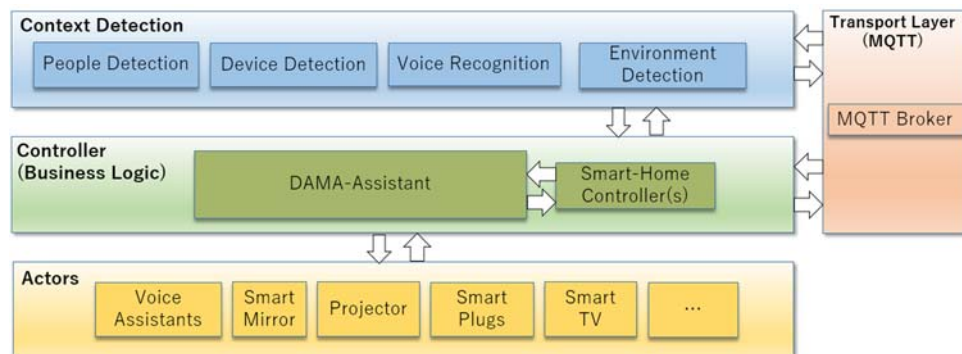 Context Detection
People Detection
Device Detection
Voice Recognition
Environment
Detection
Transport Layer
(MQTT)
MQTT Broker
Controller
(Business Logic)
DAMA-Assistant
Smart-Home
Controller(s)
Actors
Voice
Assistants
Smart
Mirror
Projector
Smart
Plugs
Smart
TV
...